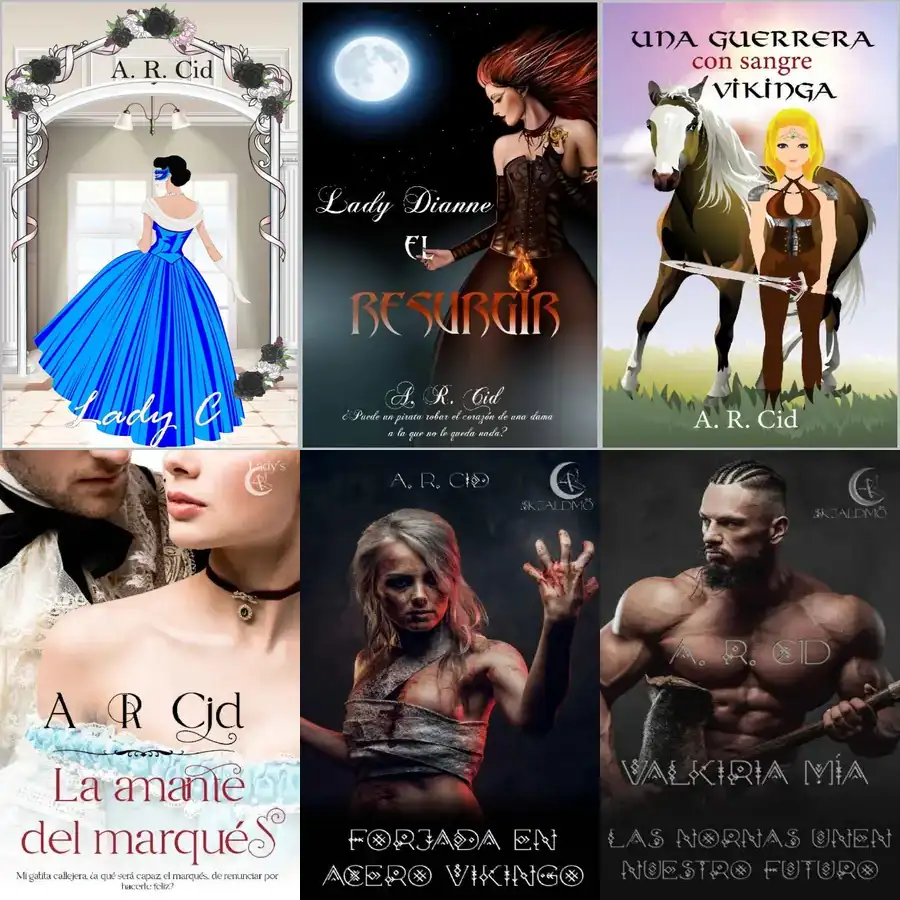 A. R. Cid
Lady C
Lady Dianne
EL
RESURGIR
A. R. Cid
¿Puede un pirata robar el corazón de una dama
a la que no le queda nada?
UNA GUERRERA
con sangre
VIKINGA
A. R. Cid
Lady's
A R Cid
La amante
del marquéS
Mi gatita callejera, ¿a qué será capaz, el marqués, de renunciar por
hacerle feliz?
A. R. CID
SKJALDMÖ
FORJADA EN
ACERO VIKINGO
SKJALDMÖ
A. R. CID
VALKIRIA MÍA
LAS NORNAS UNEN
NUESTRO FUTURO